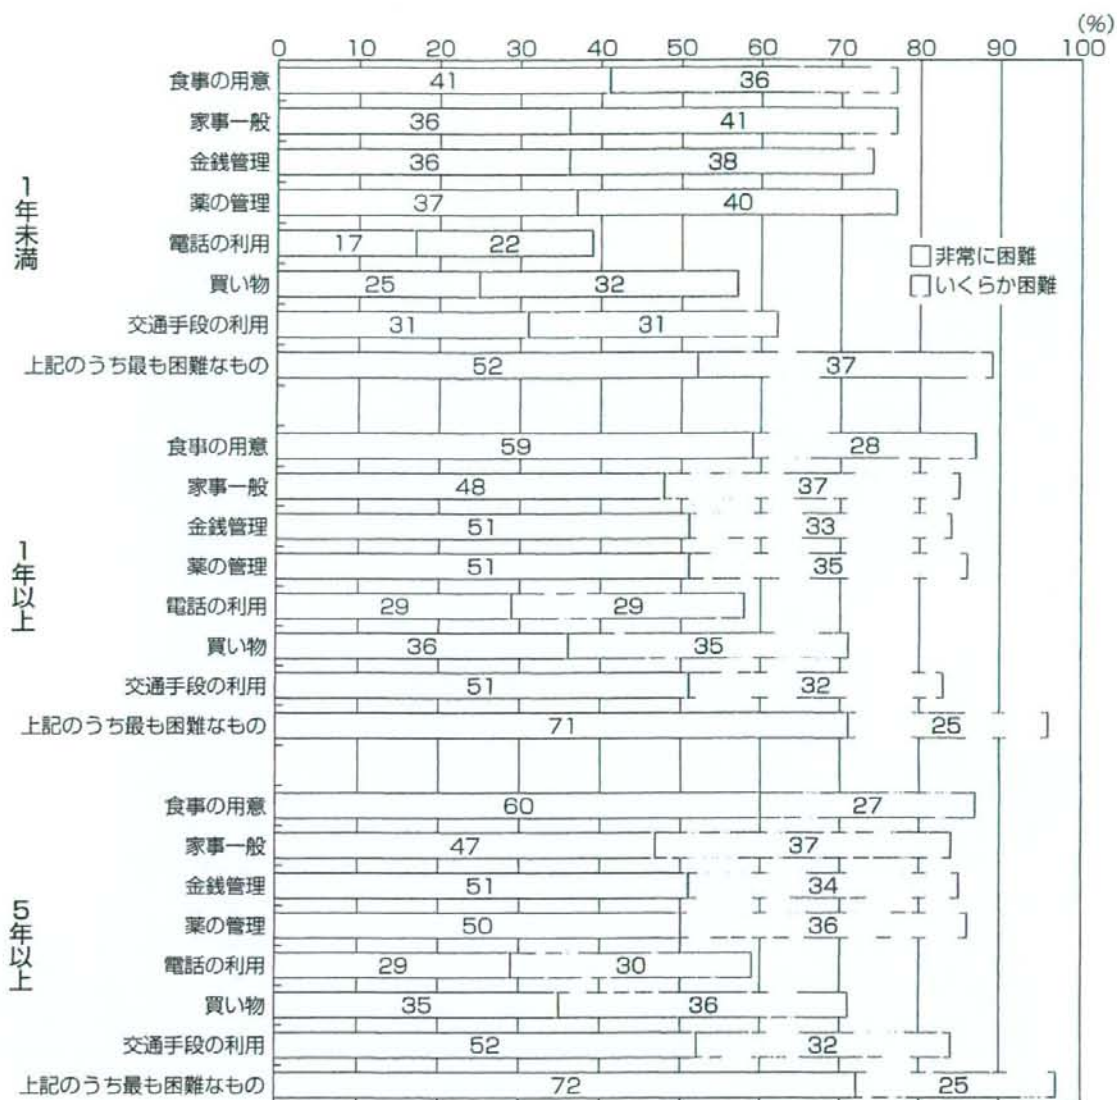 (%)
0 10 20 30 40 50 60 70 80 90 100
1年未満
食事の用意 41 36
家事一般 36 41
金銭管理 36 38
薬の管理 37 40
電話の利用 17 22
買い物 25 32
交通手段の利用 31 31
上記のうち最も困難なもの 52 37
非常に困難
いくらか困難
1年以上
食事の用意 59 28
家事一般 48 37
金銭管理 51 33
薬の管理 51 35
電話の利用 29 29
買い物 36 35
交通手段の利用 51 32
上記のうち最も困難なもの 71 25
5年以上
食事の用意 60 27
家事一般 47 37
金銭管理 51 34
薬の管理 50 36
電話の利用 29 30
買い物 35 36
交通手段の利用 52 32
上記のうち最も困難なもの 72 25